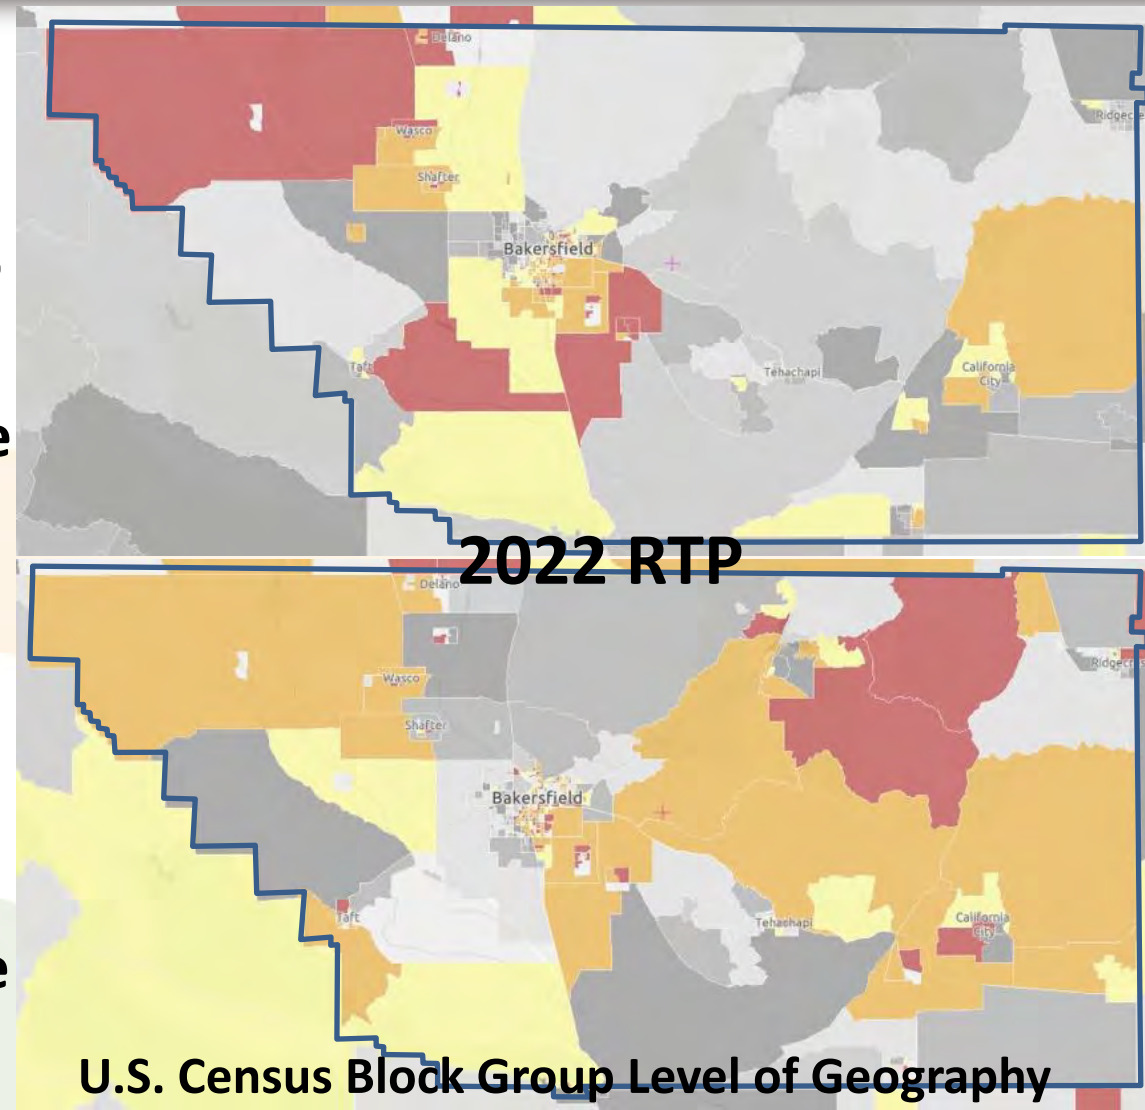 Delano
Ridgecre
Wasco
Shafter
Bakersfield
e
Taft
Tehachapi
California
City
2022 RTP
Delano
Ridgecr
Wasco
Shafter
Bakersfield
Taft
Tehachapi
California
City
e
U.S. Census Block Group Level of Geography